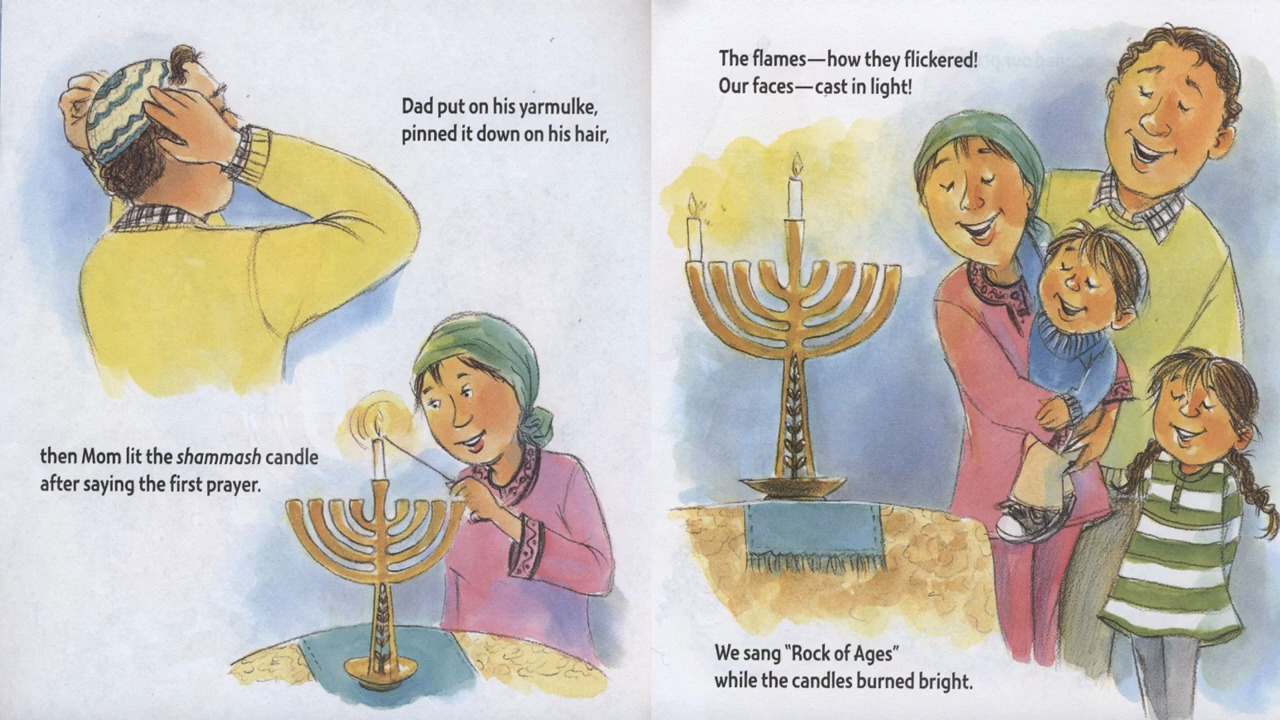 Dad put on his yarmulke,
pinned it down on his hair,
then Mom lit the shammash candle
after saying the first prayer.
The flames—how they flickered!
Our faces—cast in light!
We sang "Rock of Ages"
while the candles burned bright.